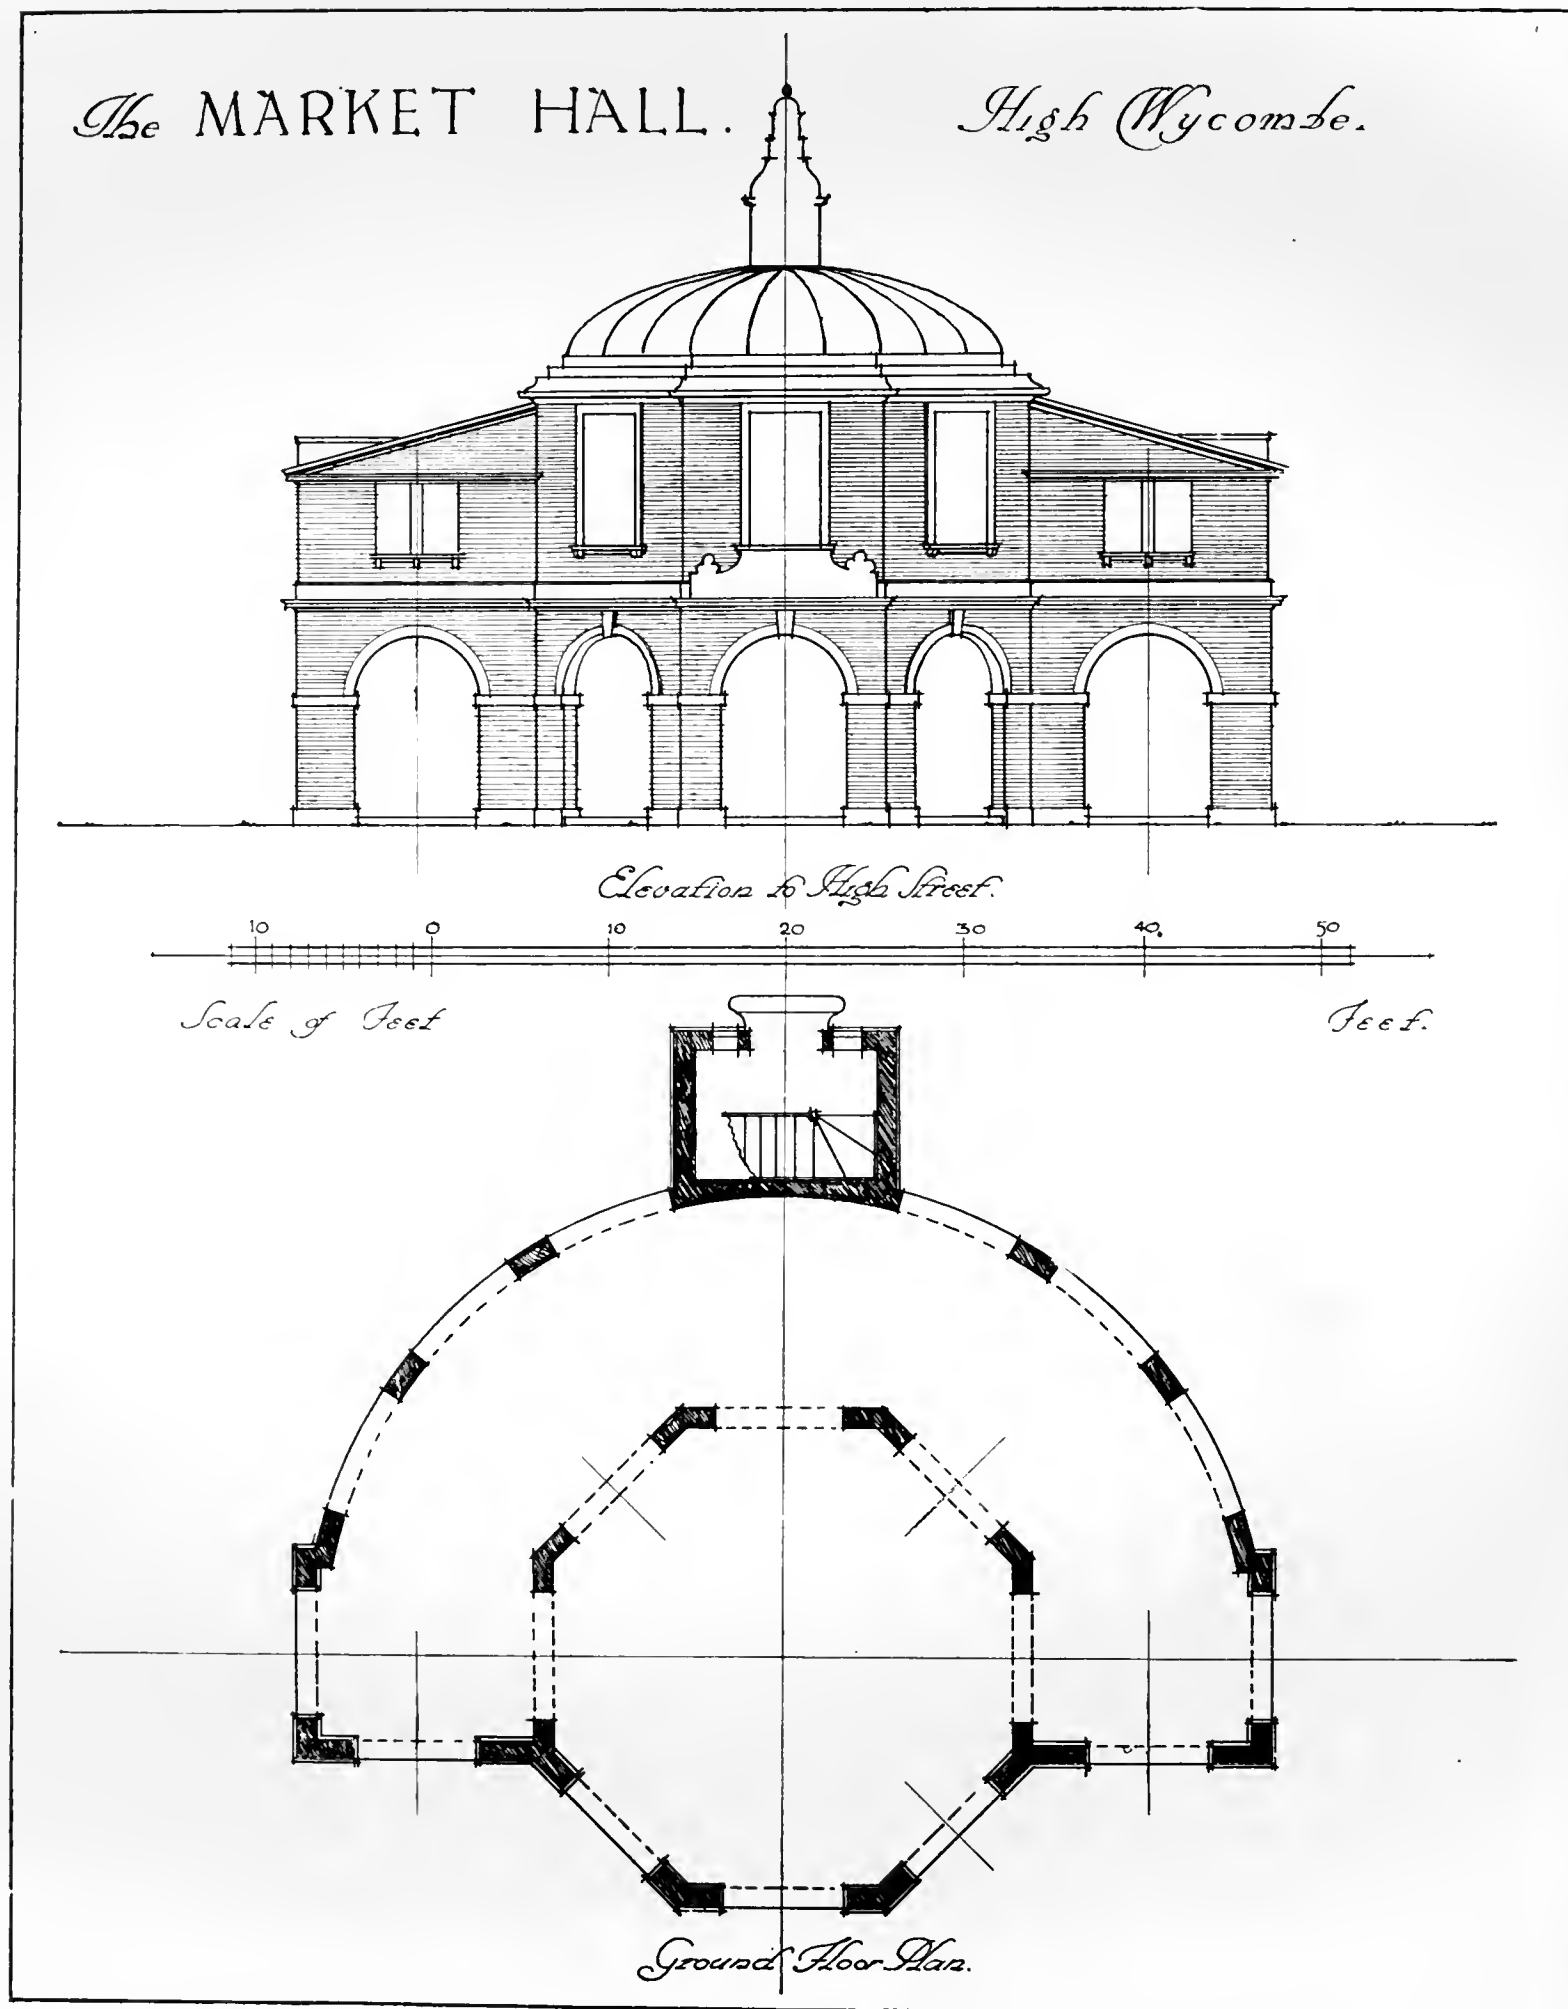 The MARKET HALL. High Wycombe.
Elevation to High Street.
10 0 10 20 30 40. 50
Scale of Feet Feet.
Ground Floor Plan.